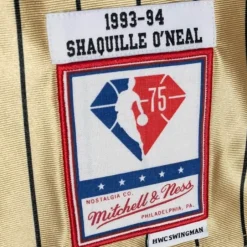 1993-94
SHAQUILLE O'NEAL
75
NOSTALGIA CO.
Mitchell & Ness
PHILADELPHIA, PA
HWC SWINGMAN